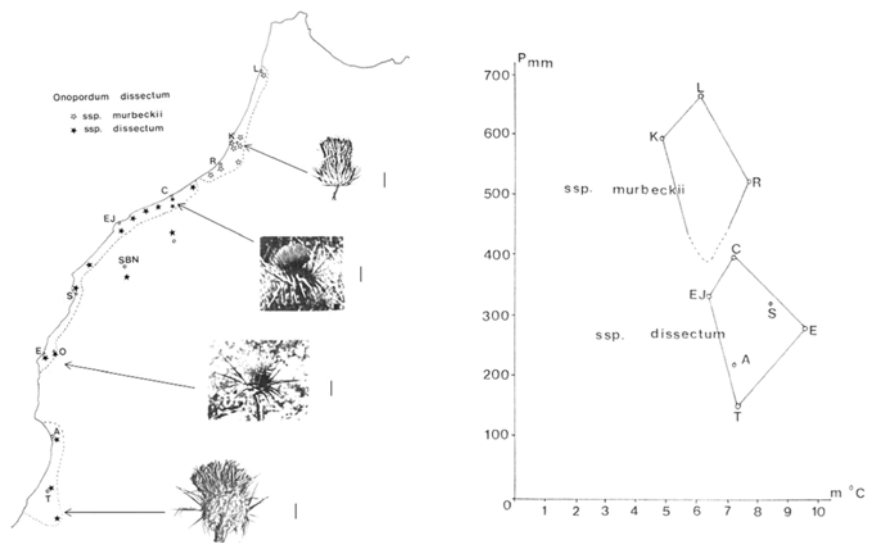 Onopordum dissectum
ssp. murbeckii
ssp. dissectum
L
K
R
C
EJ
SBN
S
E
O
A
T
P mm
700
600
500
400
300
200
100
0
L
K
R
ssp. murbeckii
C
EJ
S
E
ssp. dissectum
A
T
1 2 3 4 5 6 7 8 9 10
m °C